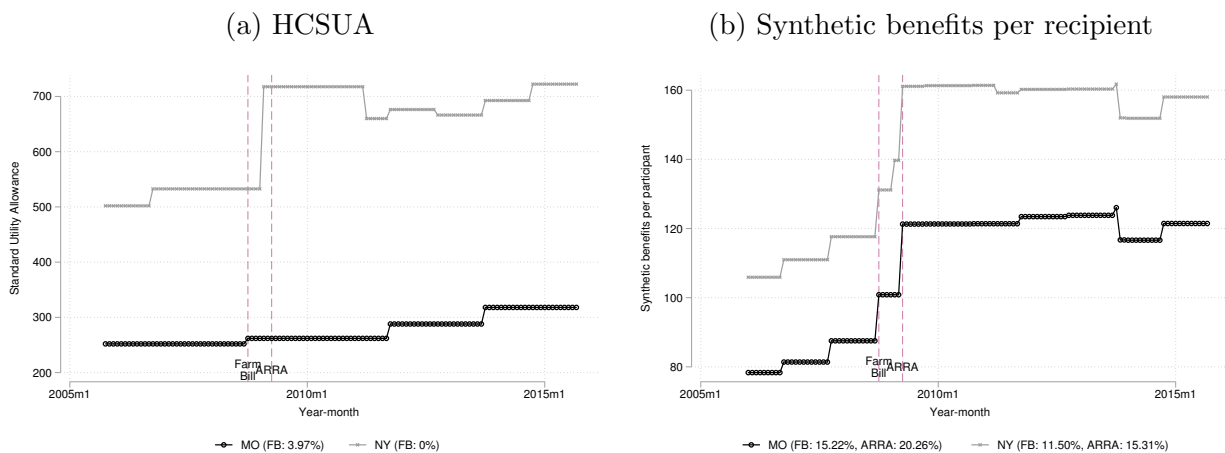 (a) HCSUA
700
600
500
400
300
200
Standard Utility Allowance
Farm
Bill
ARRA
2005m1
2010m1
2015m1
Year-month
MO (FB: 3.97%)
NY (FB: 0%)
(b) Synthetic benefits per recipient
160
140
120
100
80
Synthetic benefits per participant
Farm
Bill
ARRA
2005m1
2010m1
2015m1
Year-month
MO (FB: 15.22%, ARRA: 20.26%)
NY (FB: 11.50%, ARRA: 15.31%)